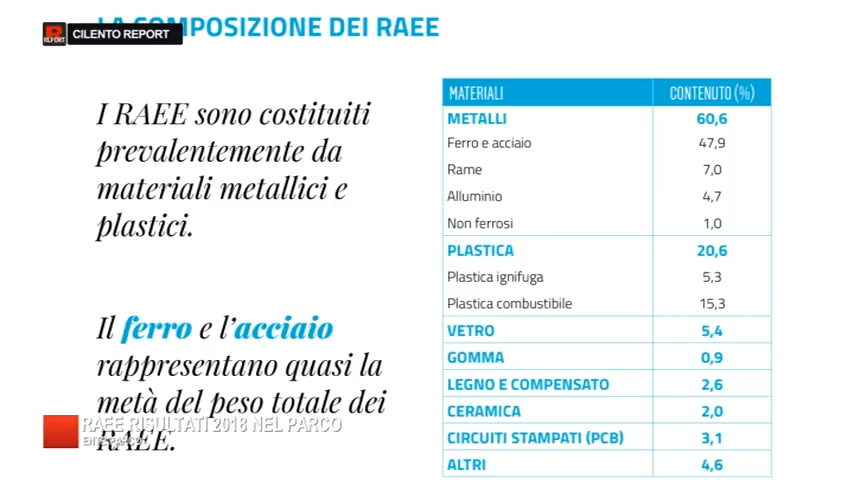 LA COMPOSIZIONE DEI RAEE
REPORT
CILENTO REPORT
I RAEE sono costituiti
prevalentemente da
materiali metallici e
plastici.
Il ferro e l'acciaio
rappresentano quasi la
metà del peso totale dei
RAEE.
RAEE RISULTATI 2018 NEL PARCO
ENTE PARCO
MATERIALI CONTENUTO (%)
METALLI 60,6
Ferro e acciaio 47,9
Rame 7,0
Alluminio 4,7
Non ferrosi 1,0
PLASTICA 20,6
Plastica ignifuga 5,3
Plastica combustibile 15,3
VETRO 5,4
GOMMA 0,9
LEGNO E COMPENSATO 2,6
CERAMICA 2,0
CIRCUITI STAMPATI (PCB) 3,1
ALTRI 4,6